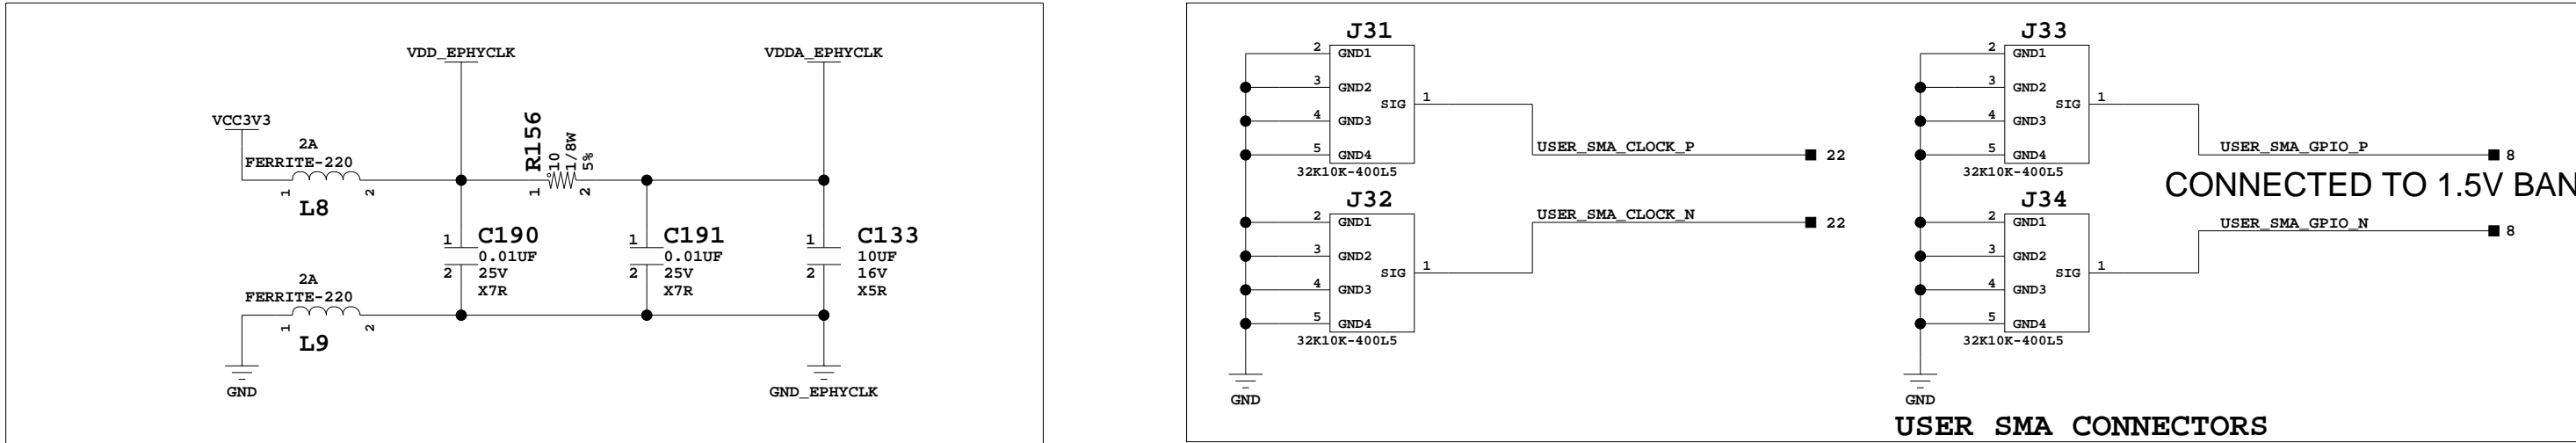 VDD_EPHYCLK
VDDA_EPHYCLK
VCC3V3
2A
FERRITE-220
1
2
L8
R156
10
1/8W
5%
1
2
1
2
C190
0.01UF
25V
X7R
1
2
C191
0.01UF
25V
X7R
1
2
C133
10UF
16V
X5R
2A
FERRITE-220
1
2
L9
GND
GND_EPHYCLK
J31
2 GND1
3 GND2
SIG 1
4 GND3
5 GND4
32K10K-400L5
USER_SMA_CLOCK_P
22
J32
2 GND1
3 GND2
SIG 1
4 GND3
5 GND4
32K10K-400L5
USER_SMA_CLOCK_N
22
GND
J33
2 GND1
3 GND2
SIG 1
4 GND3
5 GND4
32K10K-400L5
USER_SMA_GPIO_P
8
CONNECTED TO 1.5V BAN
J34
2 GND1
3 GND2
SIG 1
4 GND3
5 GND4
32K10K-400L5
USER_SMA_GPIO_N
8
GND
USER SMA CONNECTORS